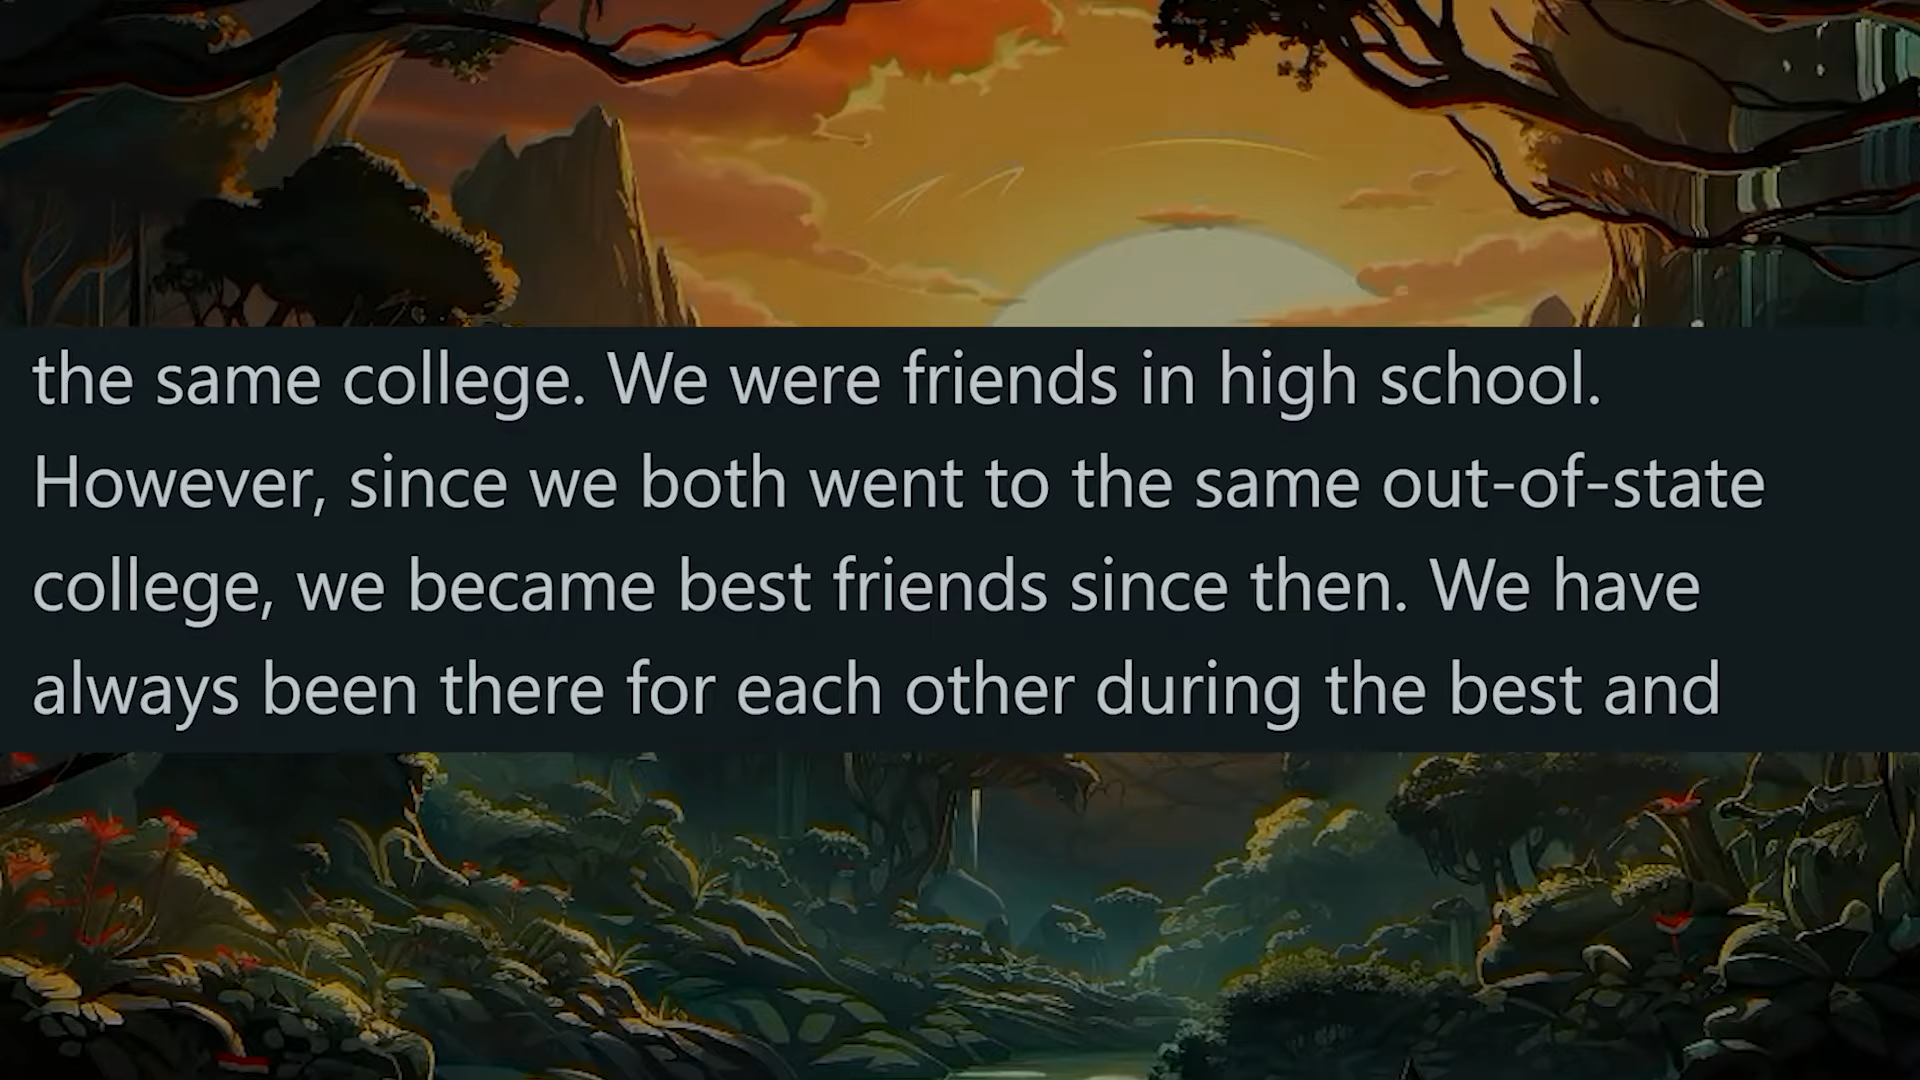 the same college. We were friends in high school.
However, since we both went to the same out-of-state
college, we became best friends since then. We have
always been there for each other during the best and